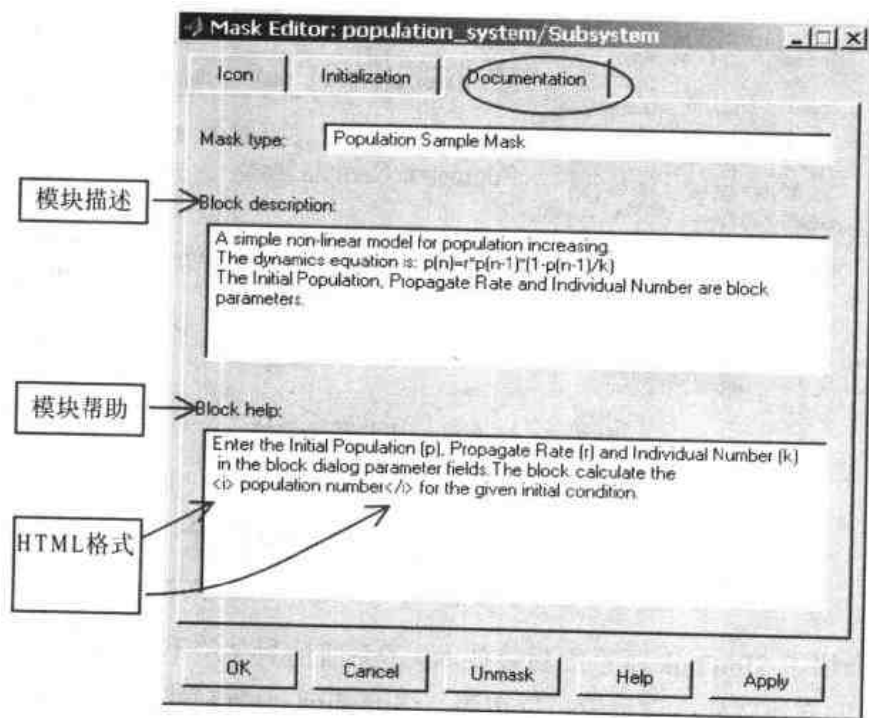 Mask Editor: population_system/Subsystem
Icon
Initialization
Documentation
Mask type:
Population Sample Mask
模块描述
Block description:
A simple non-linear model for population increasing.
The dynamics equation is: p(n)=r*p(n-1)*(1-p(n-1)/k)
The Initial Population, Propagate Rate and Individual Number are block
parameters.
模块帮助
Block help:
Enter the Initial Population (p), Propagate Rate (r) and Individual Number (k)
in the block dialog parameter fields. The block calculate the
<i> population number</i> for the given initial condition.
HTML格式
OK
Cancel
Unmask
Help
Apply